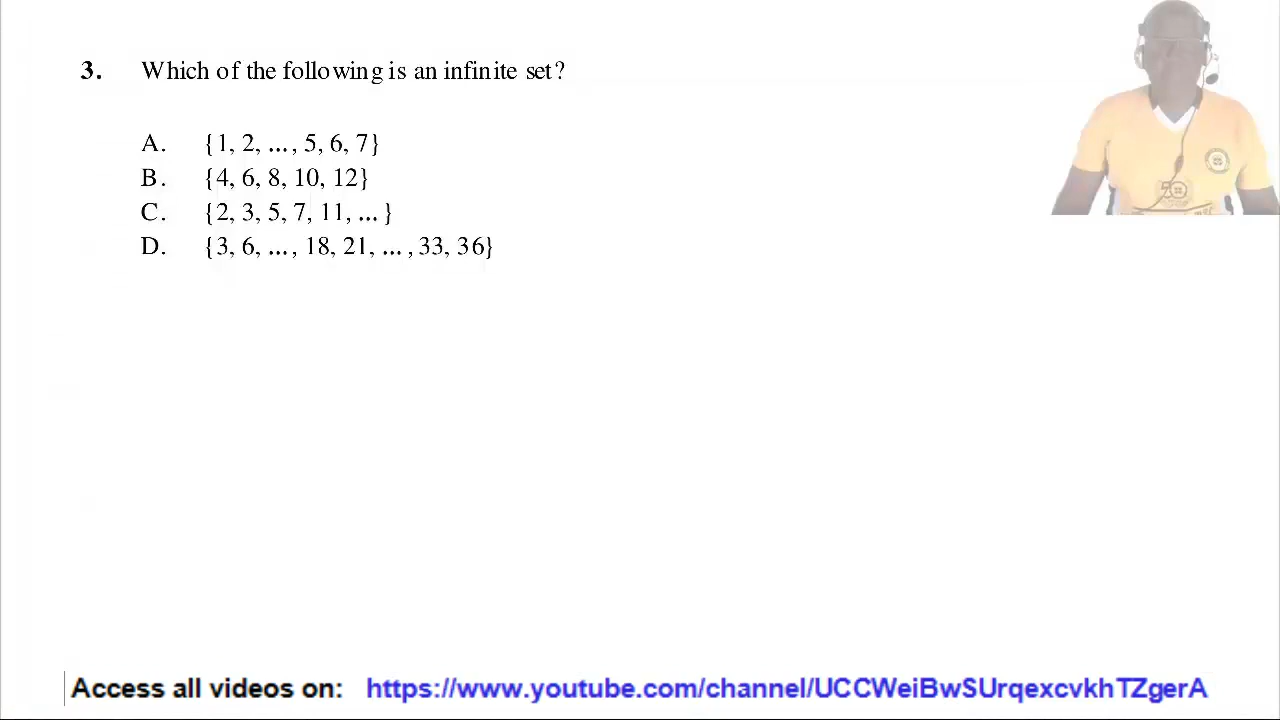 3. Which of the following is an infinite set?
A. {1, 2, ..., 5, 6, 7}
B. {4, 6, 8, 10, 12}
C. {2, 3, 5, 7, 11, ... }
D. {3, 6, ..., 18, 21, ... , 33, 36}
Access all videos on: https://www.youtube.com/channel/UCCWeiBwSUrqexcvkhTZgerA